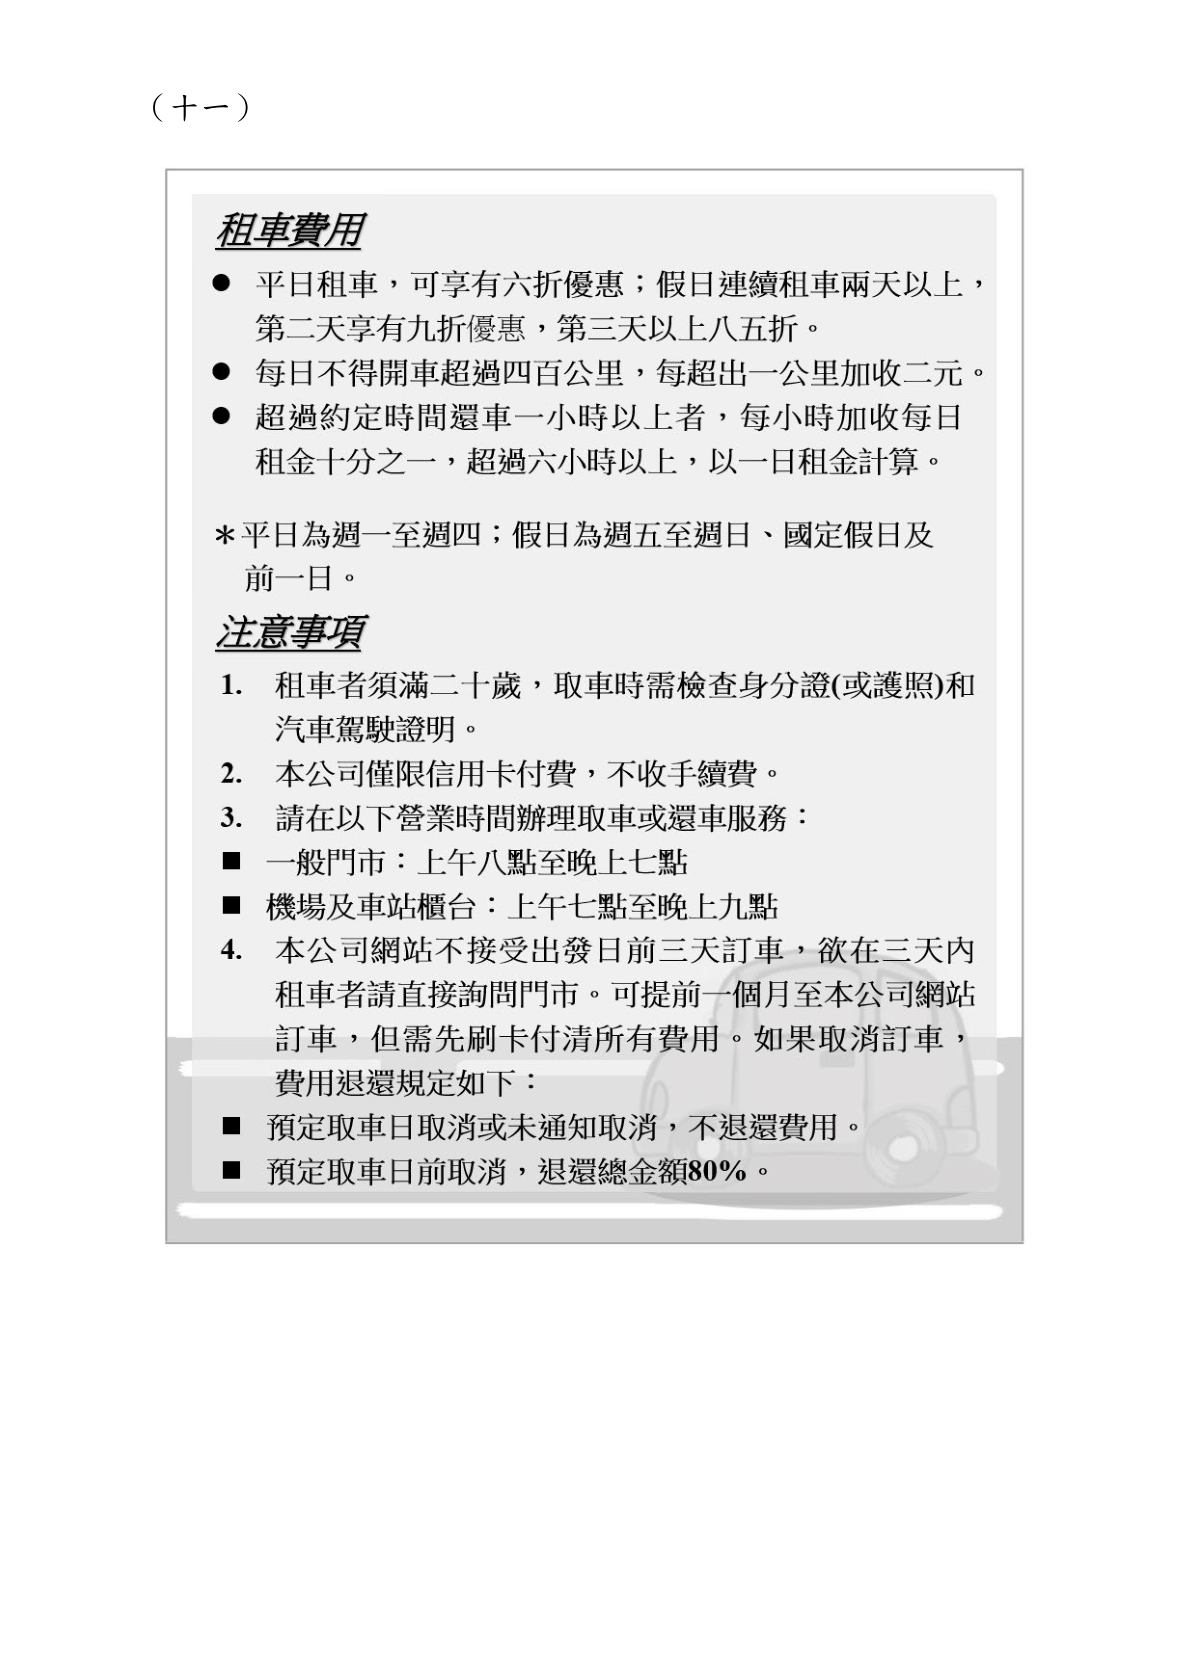 （十一）
租車費用
● 平日租車，可享有六折優惠；假日連續租車兩天以上，
第二天享有九折優惠，第三天以上八五折。
● 每日不得開車超過四百公里，每超出一公里加收二元。
● 超過約定時間還車一小時以上者，每小時加收每日
租金十分之一，超過六小時以上，以一日租金計算。
＊平日為週一至週四；假日為週五至週日、國定假日及
前一日。
注意事項
1. 租車者須滿二十歲，取車時需檢查身分證(或護照)和
汽車駕駛證明。
2. 本公司僅限信用卡付費，不收手續費。
3. 請在以下營業時間辦理取車或還車服務：
■ 一般門市：上午八點至晚上七點
■ 機場及車站櫃台：上午七點至晚上九點
4. 本公司網站不接受出發日前三天訂車，欲在三天內
租車者請直接詢問門市。可提前一個月至本公司網站
訂車，但需先刷卡付清所有費用。如果取消訂車，
費用退還規定如下：
■ 預定取車日取消或未通知取消，不退還費用。
■ 預定取車日前取消，退還總金額80%。